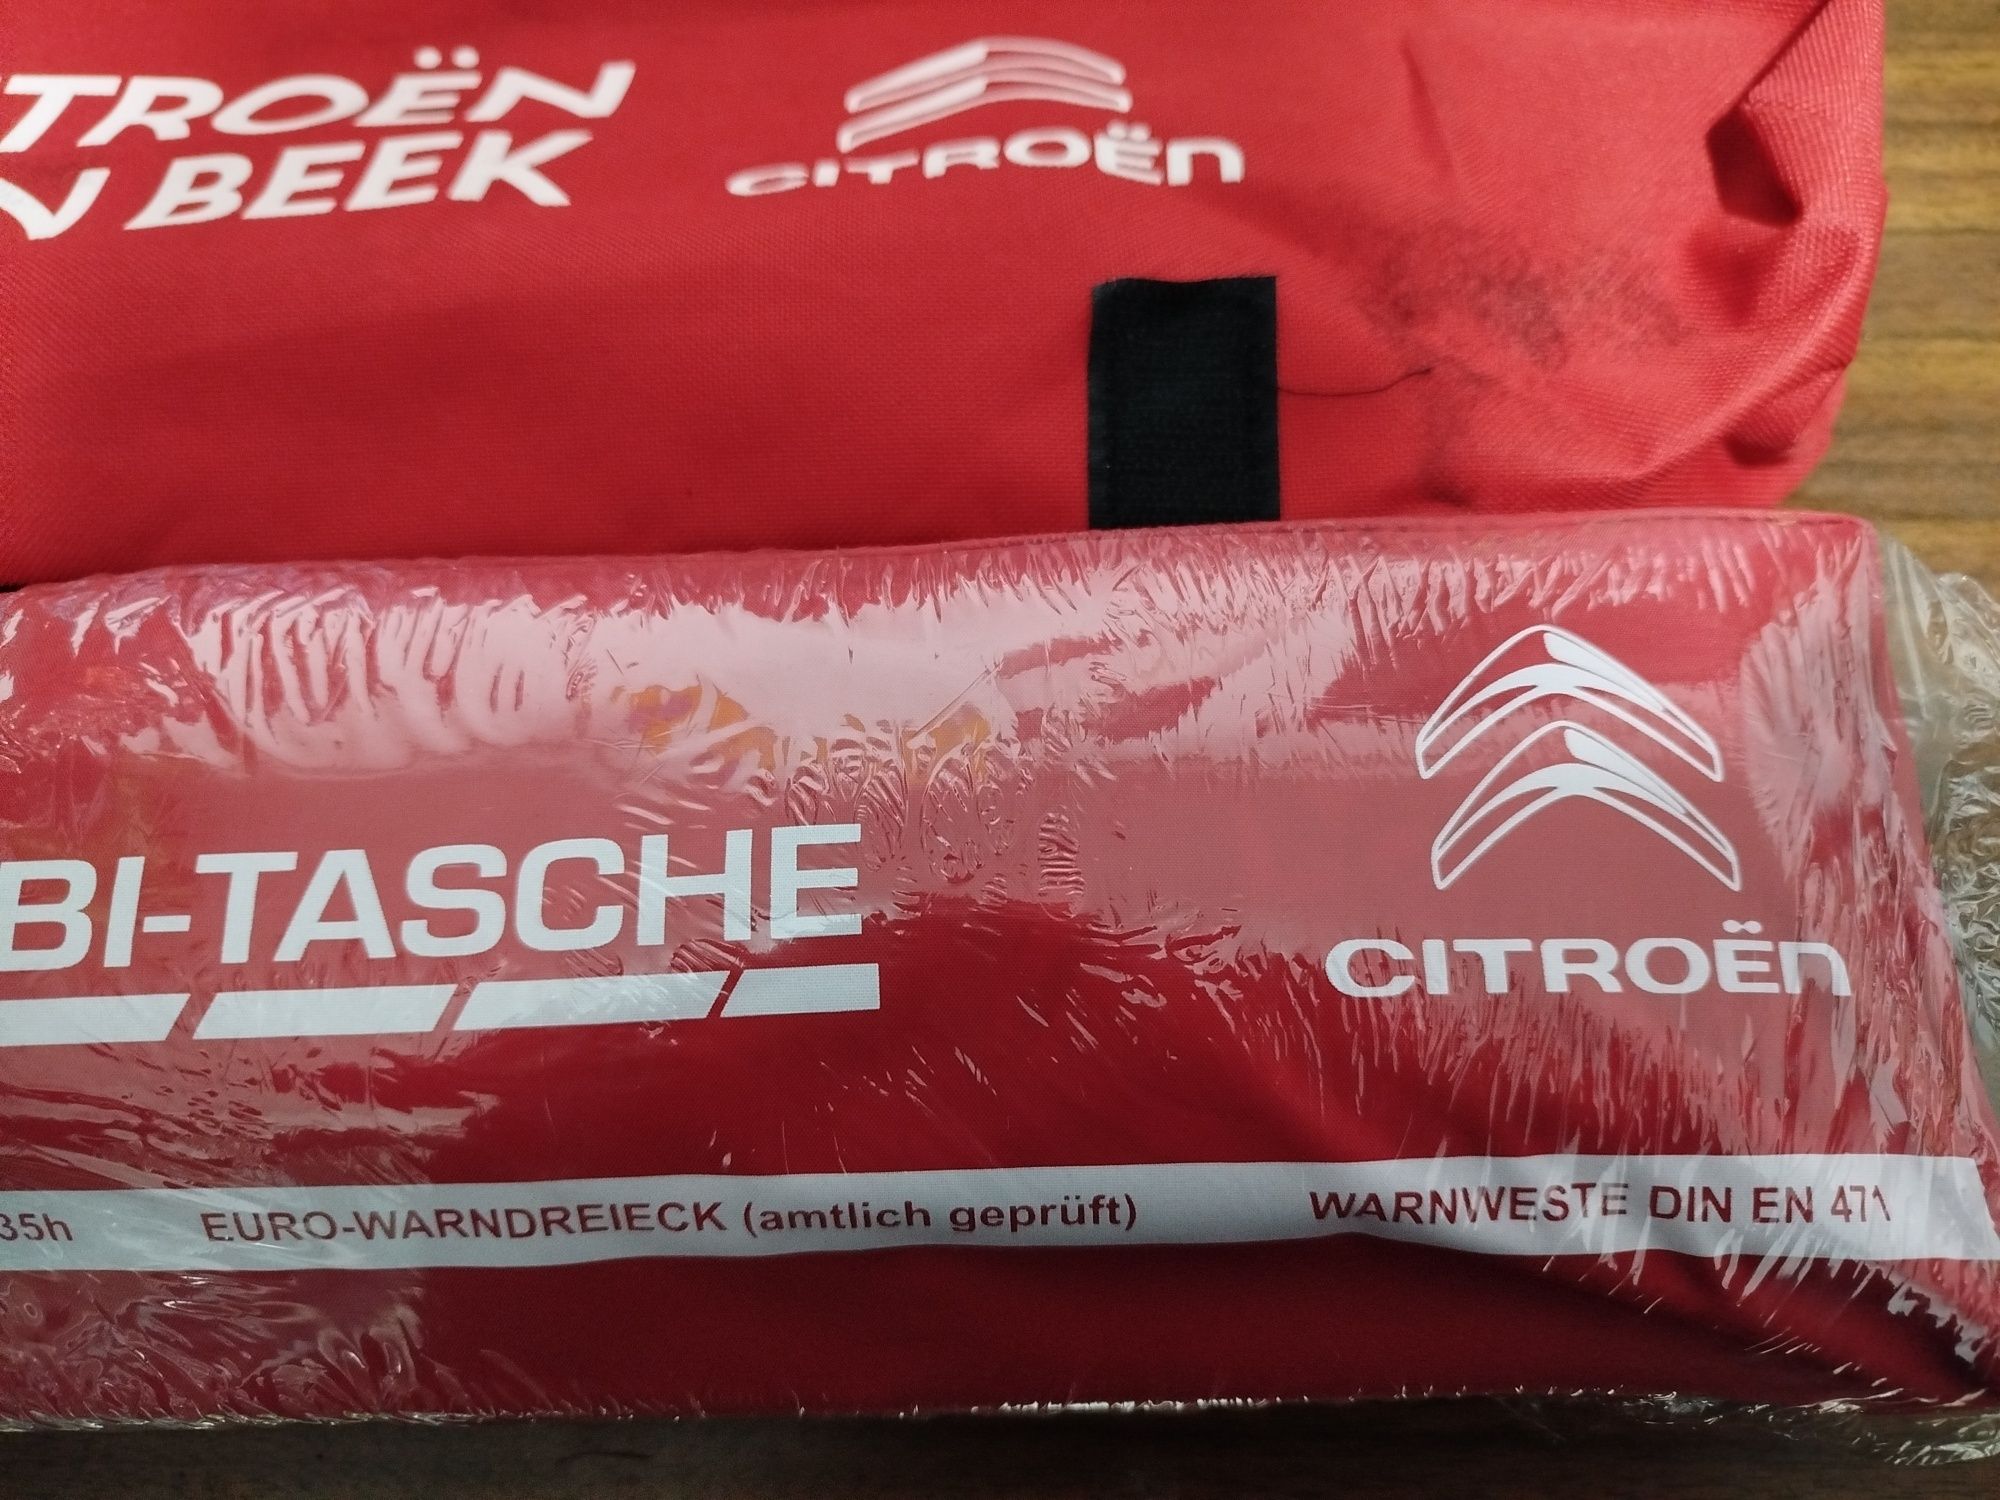 TROËN
N BEEK
CITROËN
BI-TASCHE
CITROËN
35h EURO-WARNDREIECK (amtlich geprüft) WARNWESTE DIN EN 471